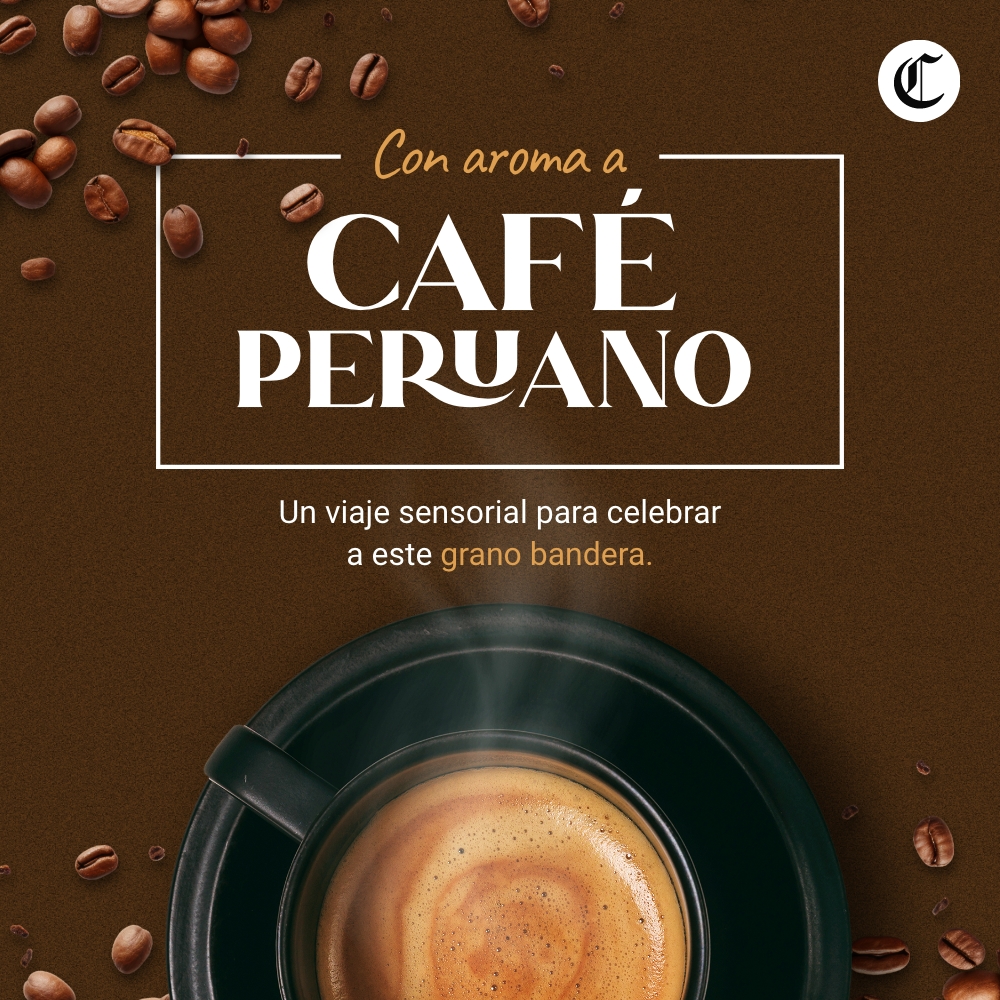 C
Con aroma a
CAFÉ
PERUANO
Un viaje sensorial para celebrar
a este grano bandera.